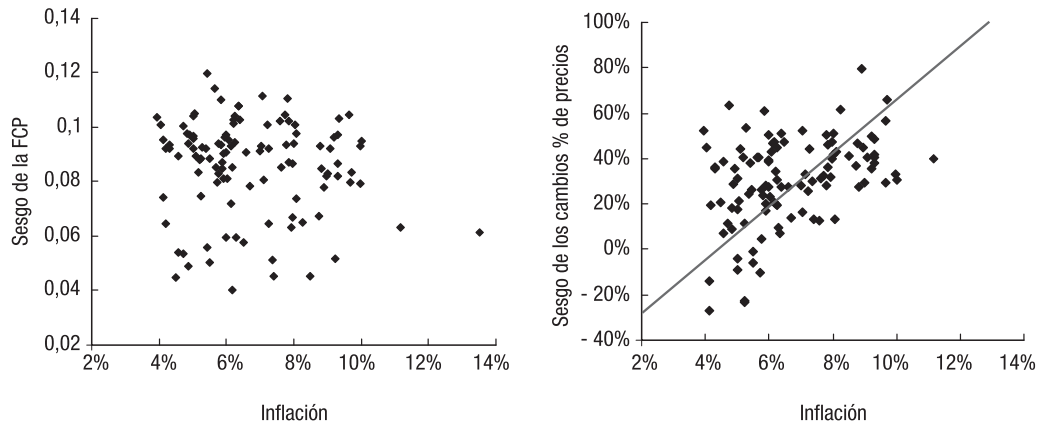 Sesgo de la FCP
0,14
0,12
0,1
0,08
0,06
0,04
0,02
2% 4% 6% 8% 10% 12% 14%
Inflación
Sesgo de los cambios % de precios
100%
80%
60%
40%
20%
0%
- 20%
- 40%
2% 4% 6% 8% 10% 12% 14%
Inflación